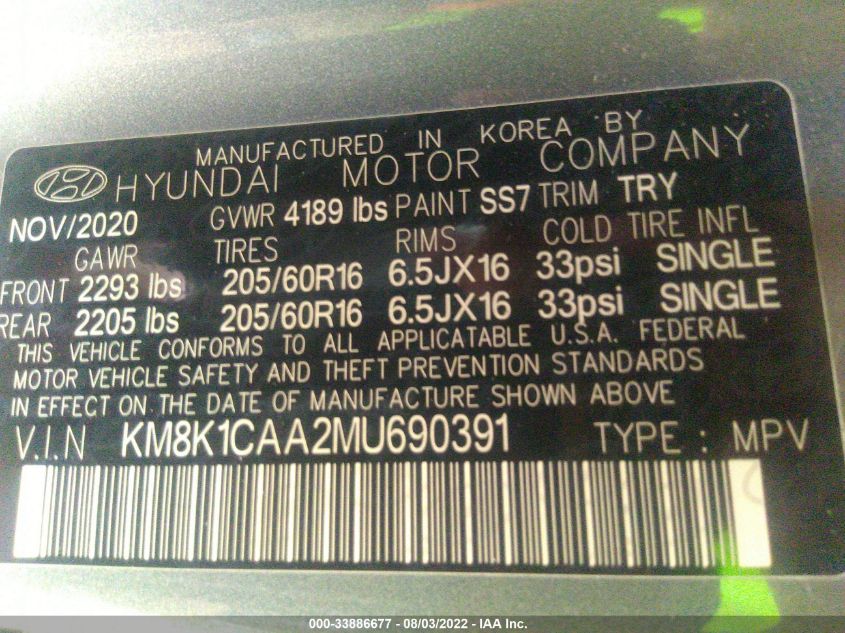 MANUFACTURED IN KOREA BY
HYUNDAI MOTOR COMPANY
NOV/2020 GVWR 4189 lbs PAINT SS7 TRIM TRY
GAWR TIRES RIMS COLD TIRE INFL
FRONT 2293 lbs 205/60R16 6.5JX16 33psi SINGLE
REAR 2205 lbs 205/60R16 6.5JX16 33psi SINGLE
THIS VEHICLE CONFORMS TO ALL APPLICATABLE U.S.A. FEDERAL
MOTOR VEHICLE SAFETY AND THEFT PREVENTION STANDARDS
IN EFFECT ON THE DATE OF MANUFACTURE SHOWN ABOVE
V.I.N KM8K1CAA2MU690391 TYPE : MPV
000-33886677 - 08/03/2022 - IAA Inc.